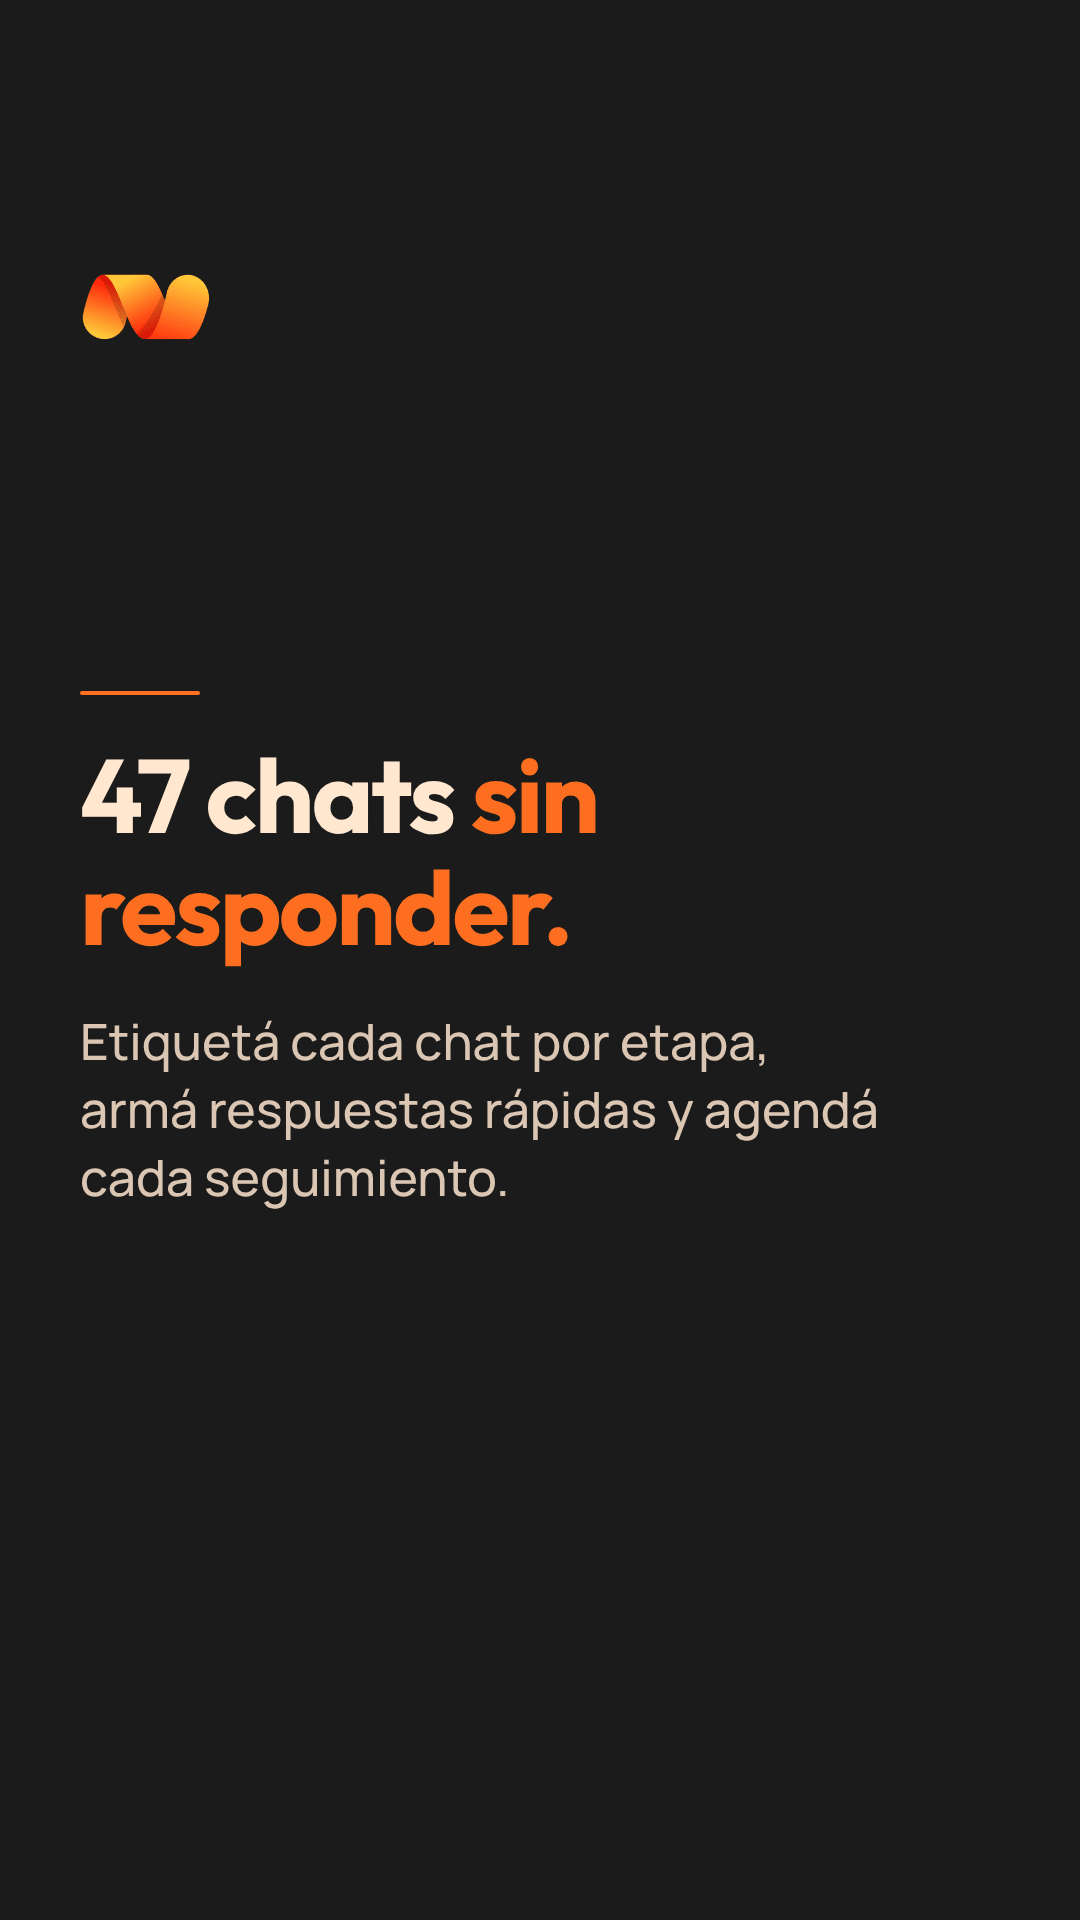 47 chats sin
responder.
Etiquetá cada chat por etapa,
armá respuestas rápidas y agendá
cada seguimiento.